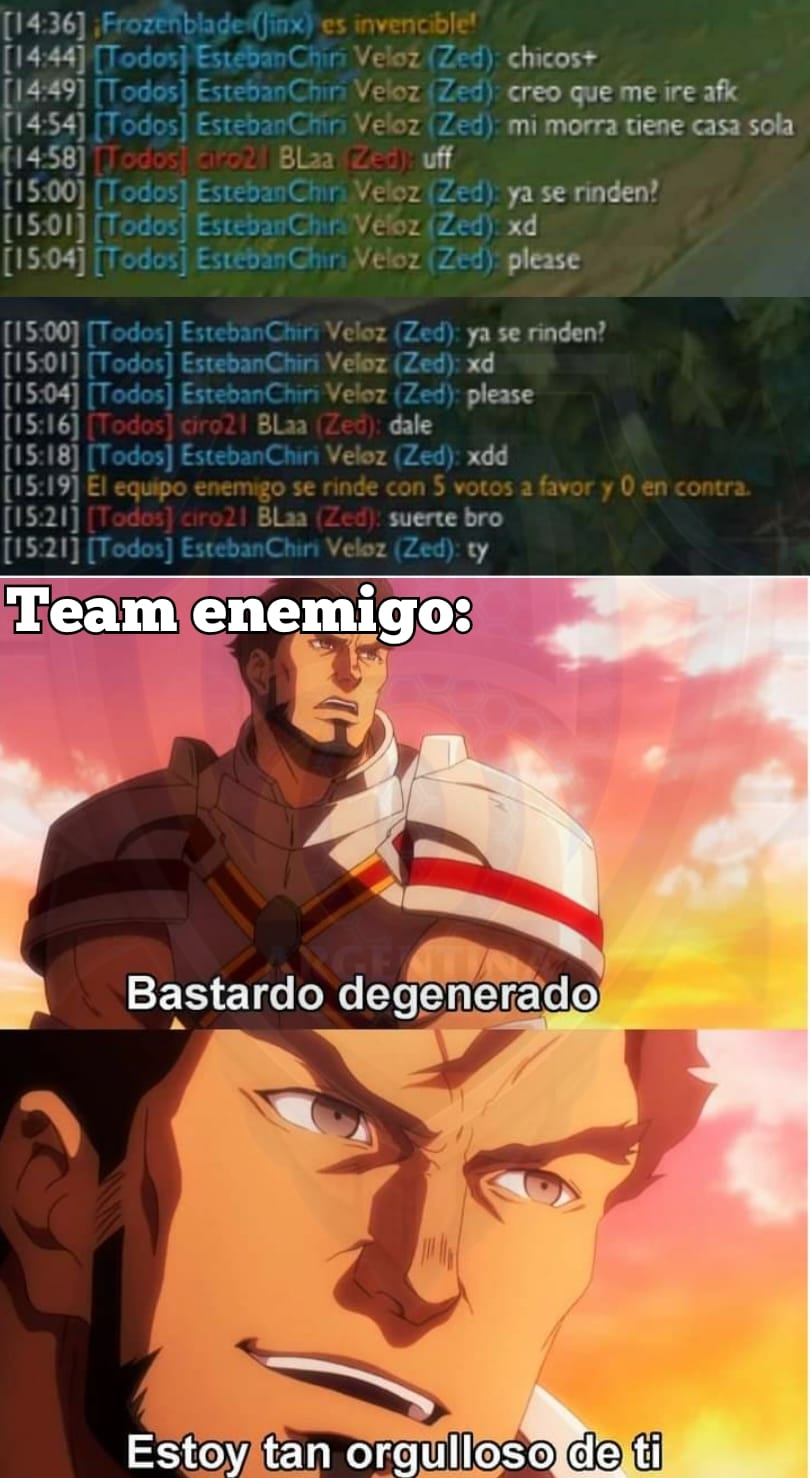 [14:36] ¡Frozenblade (Jinx) es invencible!
[14:44] [Todos] EstebanChiri Veloz (Zed): chicos+
[14:49] [Todos] EstebanChiri Veloz (Zed): creo que me ire afk
[14:54] [Todos] EstebanChiri Veloz (Zed): mi morra tiene casa sola
[14:58] [Todos] ciro21 BLaa (Zed): uff
[15:00] [Todos] EstebanChiri Veloz (Zed): ya se rinden?
[15:01] [Todos] EstebanChiri Veloz (Zed): xd
[15:04] [Todos] EstebanChiri Veloz (Zed): please
[15:00] [Todos] EstebanChiri Veloz (Zed): ya se rinden?
[15:01] [Todos] EstebanChiri Veloz (Zed): xd
[15:04] [Todos] EstebanChiri Veloz (Zed): please
[15:16] [Todos] ciro21 BLaa (Zed): dale
[15:18] [Todos] EstebanChiri Veloz (Zed): xdd
[15:19] El equipo enemigo se rinde con 5 votos a favor y 0 en contra.
[15:21] [Todos] ciro21 BLaa (Zed): suerte bro
[15:21] [Todos] EstebanChiri Veloz (Zed): ty
Team enemigo:
ARGENTINA
Bastardo degenerado
Estoy tan orgulloso de ti